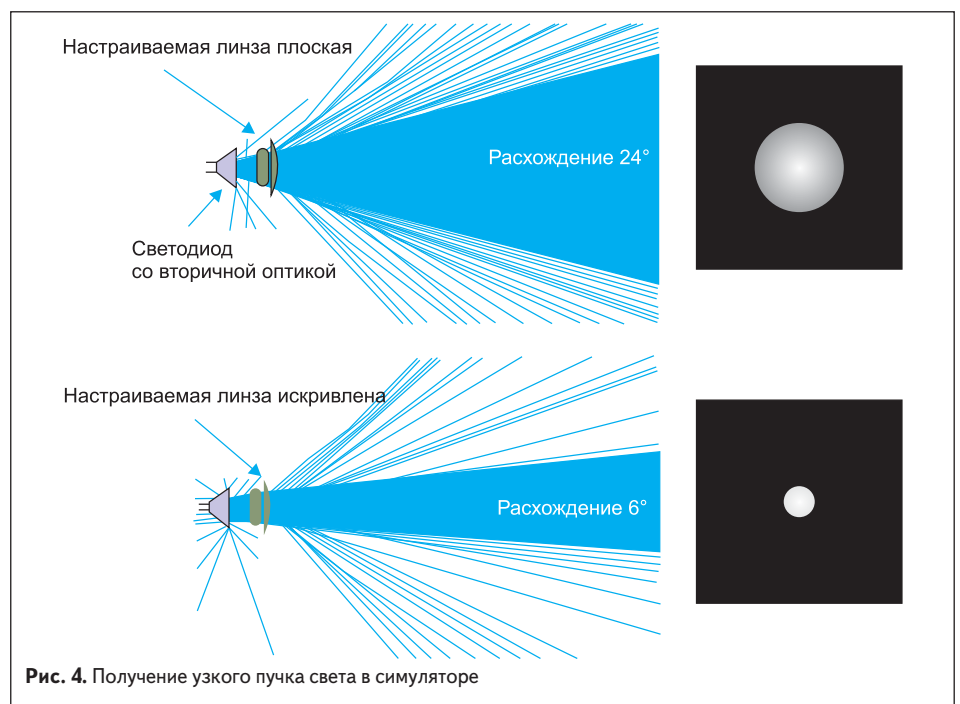 Настраиваемая линза плоская
Расхождение 24°
Светодиод
со вторичной оптикой
Настраиваемая линза искривлена
Расхождение 6°
Рис. 4. Получение узкого пучка света в симуляторе